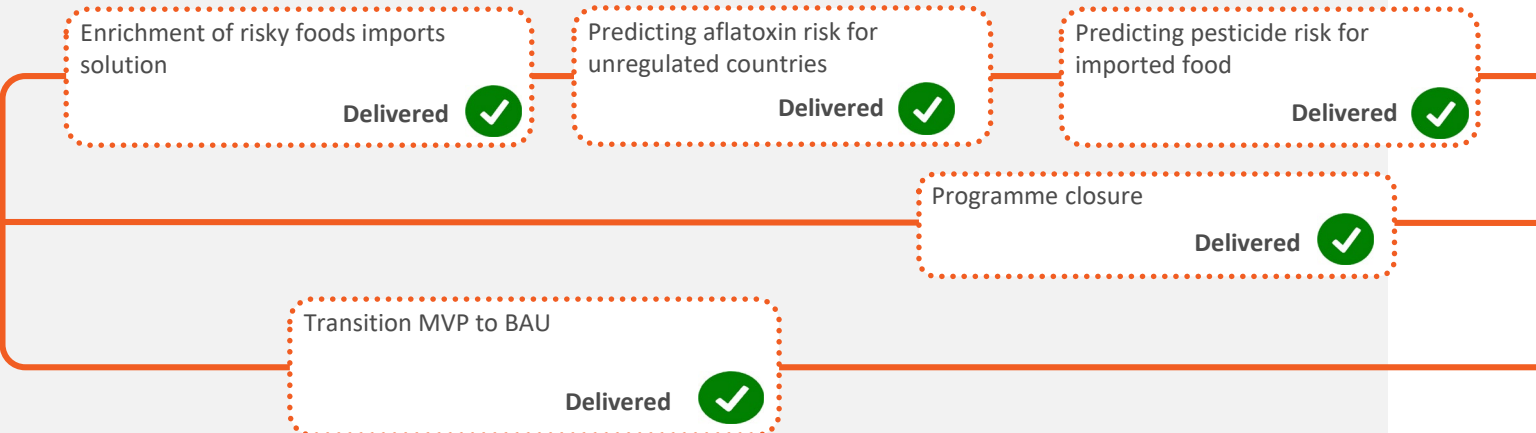 Enrichment of risky foods imports
solution
Delivered
Predicting aflatoxin risk for
unregulated countries
Delivered
Predicting pesticide risk for
imported food
Delivered
Programme closure
Delivered
Transition MVP to BAU
Delivered